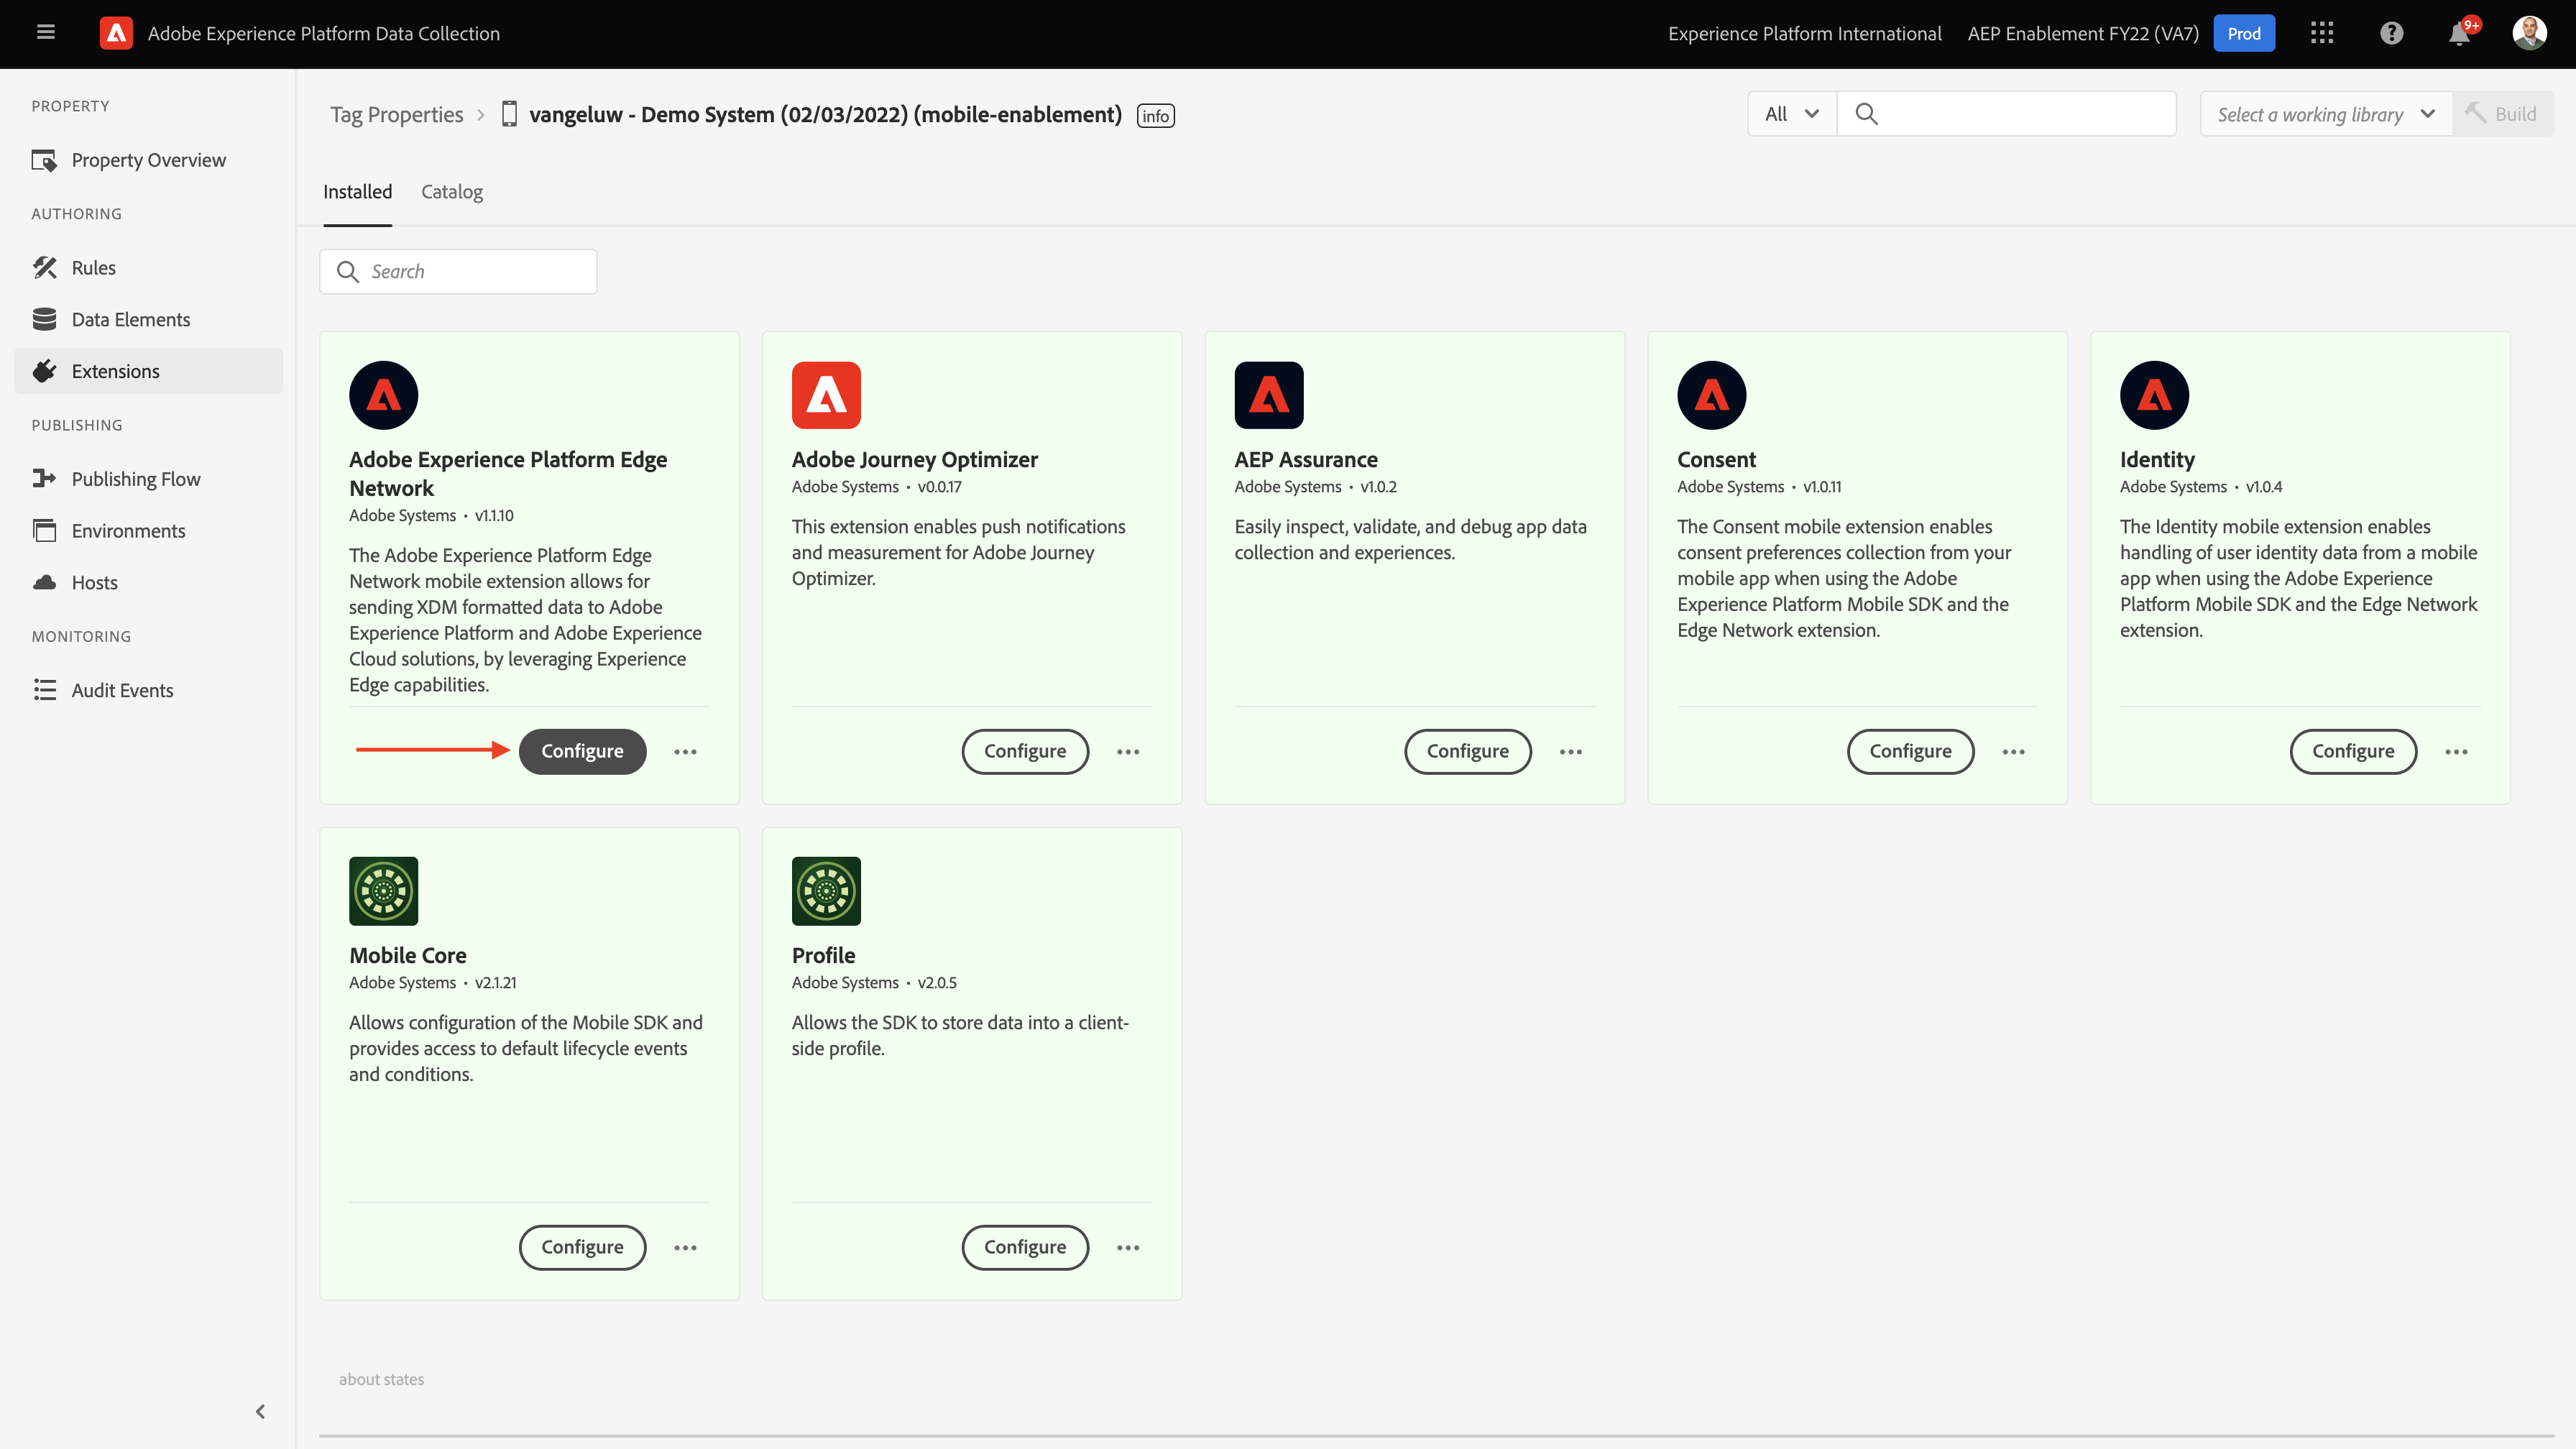 Adobe Experience Platform Data Collection
Experience Platform International
AEP Enablement FY22 (VA7)
Prod
9+
PROPERTY
Property Overview
AUTHORING
Rules
Data Elements
Extensions
PUBLISHING
Publishing Flow
Environments
Hosts
MONITORING
Audit Events
Tag Properties
vangeluw - Demo System (02/03/2022) (mobile-enablement)
info
All
Select a working library
Build
Installed
Catalog
Search
Adobe Experience Platform Edge
Network
Adobe Systems • v1.1.10
The Adobe Experience Platform Edge
Network mobile extension allows for
sending XDM formatted data to Adobe
Experience Platform and Adobe Experience
Cloud solutions, by leveraging Experience
Edge capabilities.
Configure
Adobe Journey Optimizer
Adobe Systems • v0.0.17
This extension enables push notifications
and measurement for Adobe Journey
Optimizer.
Configure
AEP Assurance
Adobe Systems • v1.0.2
Easily inspect, validate, and debug app data
collection and experiences.
Configure
Consent
Adobe Systems • v1.0.11
The Consent mobile extension enables
consent preferences collection from your
mobile app when using the Adobe
Experience Platform Mobile SDK and the
Edge Network extension.
Configure
Identity
Adobe Systems • v1.0.4
The Identity mobile extension enables
handling of user identity data from a mobile
app when using the Adobe Experience
Platform Mobile SDK and the Edge Network
extension.
Configure
Mobile Core
Adobe Systems • v2.1.21
Allows configuration of the Mobile SDK and
provides access to default lifecycle events
and conditions.
Configure
Profile
Adobe Systems • v2.0.5
Allows the SDK to store data into a client-
side profile.
Configure
about states